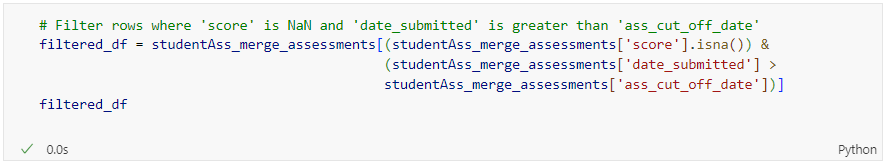 # Filter rows where 'score' is NaN and 'date_submitted' is greater than 'ass_cut_off_date'
filtered_df = studentAss_merge_assessments[(studentAss_merge_assessments['score'].isna()) &
(studentAss_merge_assessments['date_submitted'] >
studentAss_merge_assessments['ass_cut_off_date'])]
filtered_df
0.0s
Python